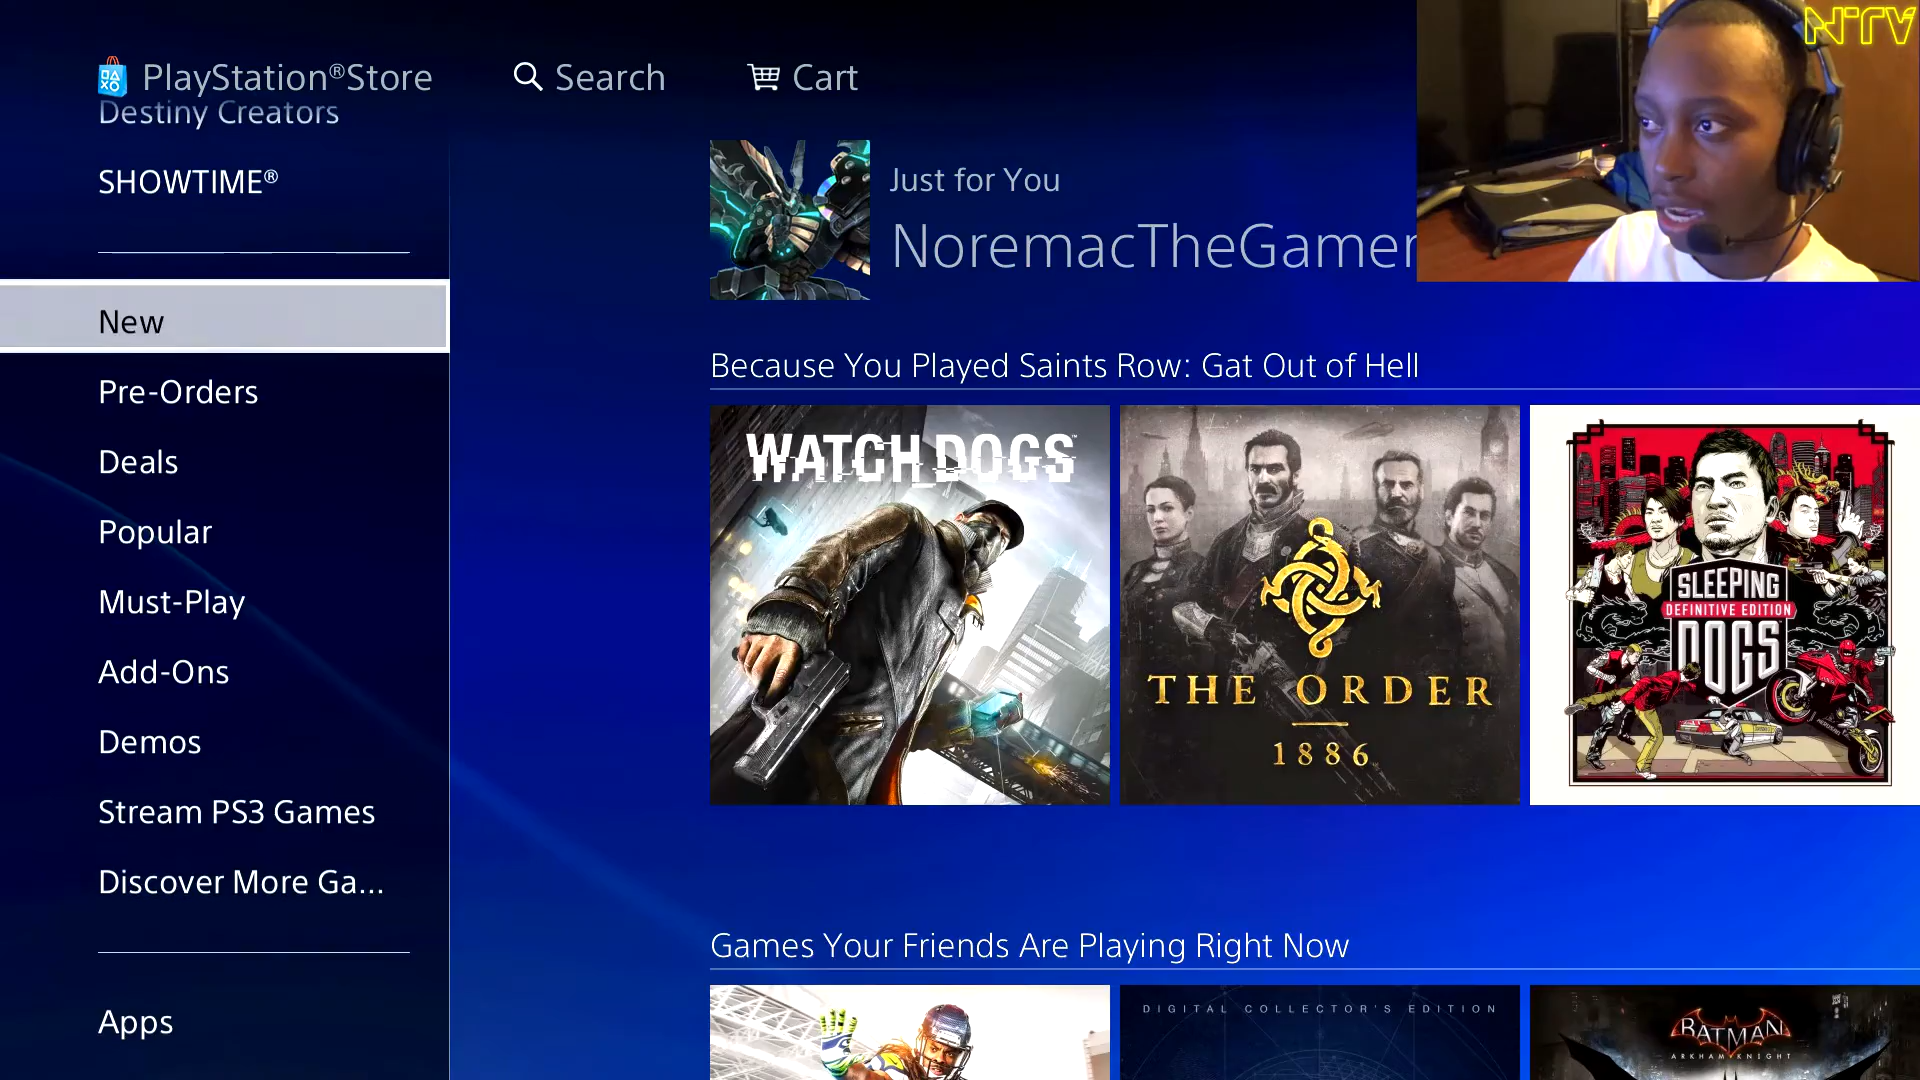 PlayStation®Store
Search
Cart
NTV
Destiny Creators
SHOWTIME®
New
Pre-Orders
Deals
Popular
Must-Play
Add-Ons
Demos
Stream PS3 Games
Discover More Ga...
Apps
Just for You
NoremacTheGamer
Because You Played Saints Row: Gat Out of Hell
WATCH_DOGS™
THE ORDER
1886
SLEEPING
DEFINITIVE EDITION
DOGS
Games Your Friends Are Playing Right Now
DIGITAL COLLECTOR'S EDITION
BATMAN
ARKHAM KNIGHT